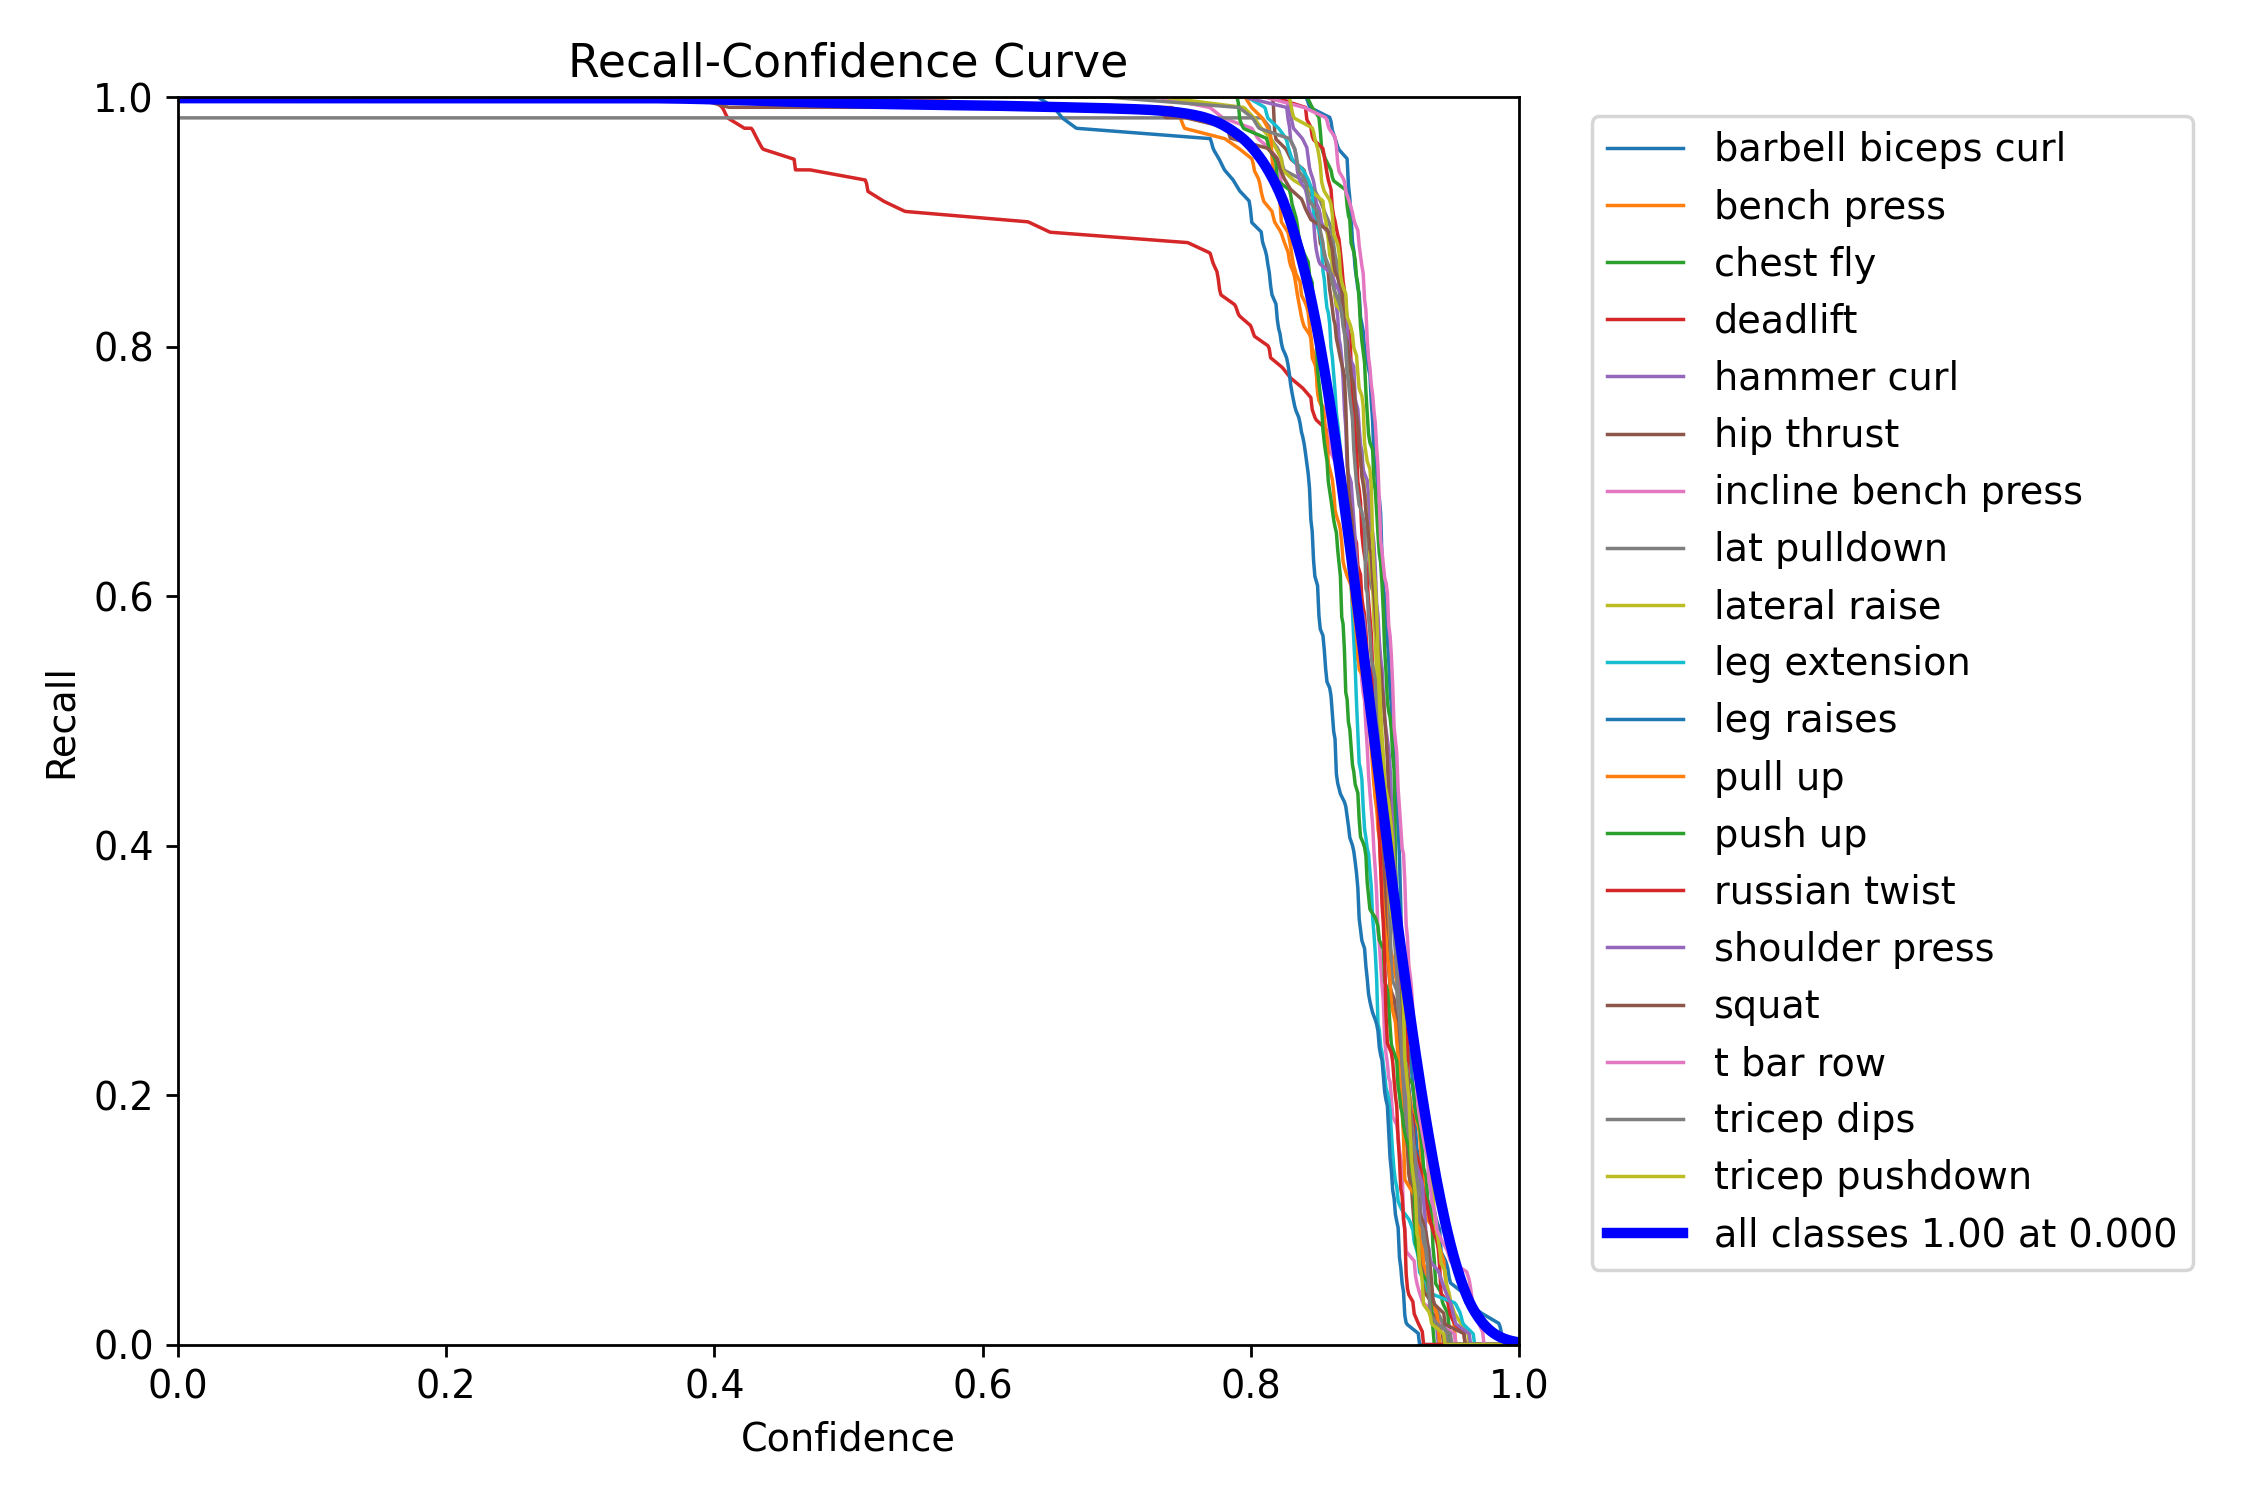 Recall-Confidence Curve
1.0
0.8
0.6
0.4
0.2
0.0
Recall
0.0 0.2 0.4 0.6 0.8 1.0
Confidence
barbell biceps curl
bench press
chest fly
deadlift
hammer curl
hip thrust
incline bench press
lat pulldown
lateral raise
leg extension
leg raises
pull up
push up
russian twist
shoulder press
squat
t bar row
tricep dips
tricep pushdown
all classes 1.00 at 0.000